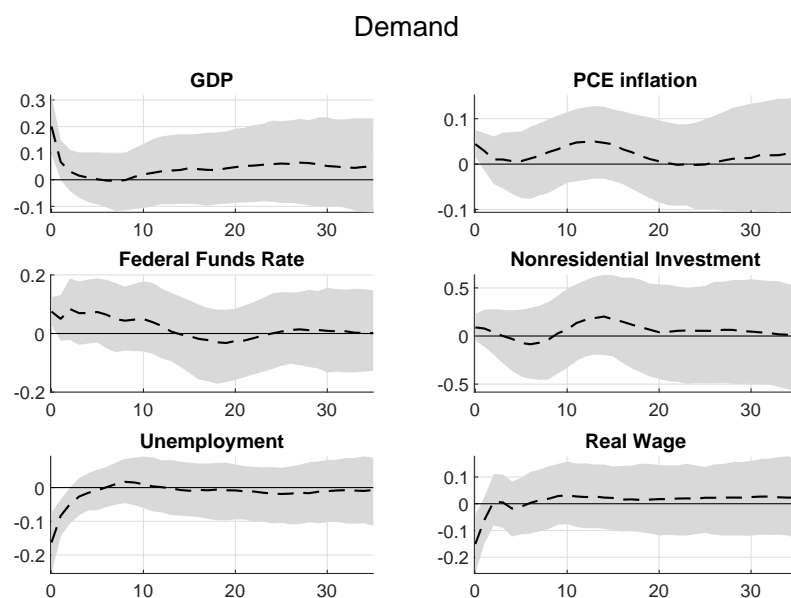 Demand
GDP
0.3
0.2
0.1
0
-0.1
0 10 20 30
PCE inflation
0.1
0
-0.1
0 10 20 30
Federal Funds Rate
0.2
0
-0.2
0 10 20 30
Nonresidential Investment
0.5
0
-0.5
0 10 20 30
Unemployment
0
-0.1
-0.2
0 10 20 30
Real Wage
0.1
0
-0.1
-0.2
0 10 20 30